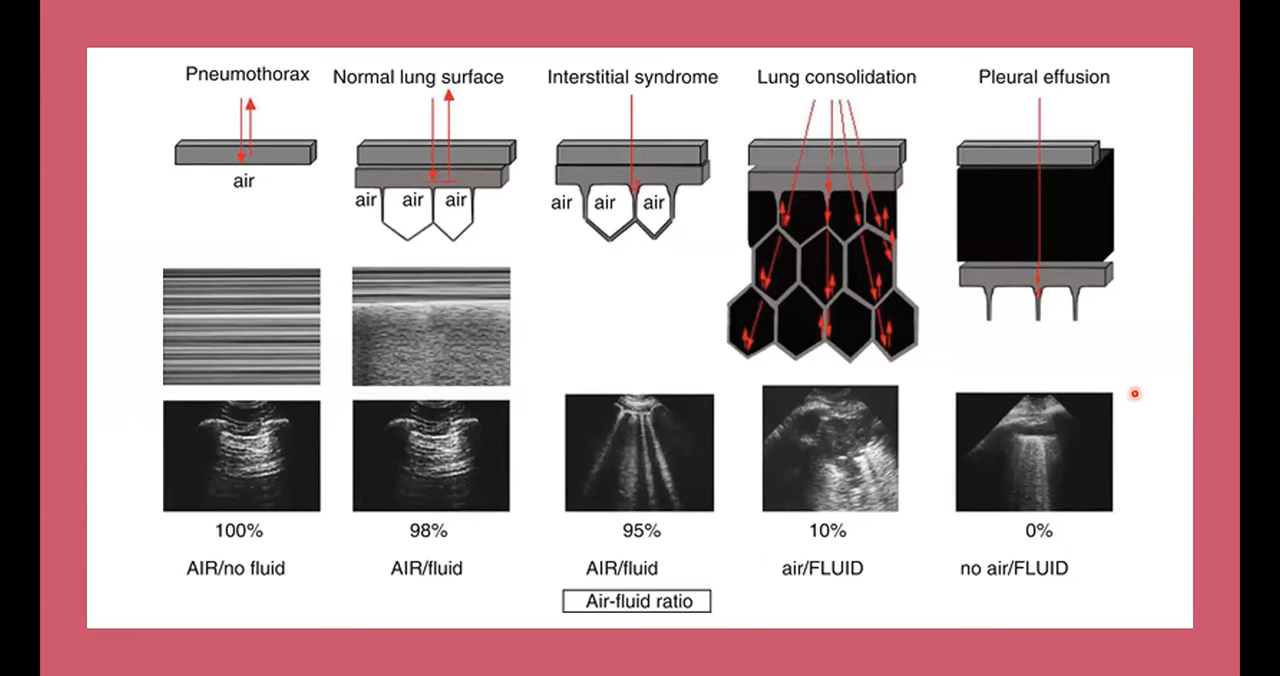 Pneumothorax
Normal lung surface
Interstitial syndrome
Lung consolidation
Pleural effusion
air
air
air
air
air
air
air
100%
98%
95%
10%
0%
AIR/no fluid
AIR/fluid
AIR/fluid
air/FLUID
no air/FLUID
Air-fluid ratio